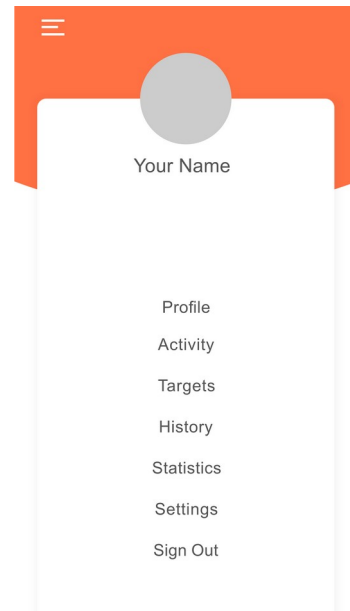 Your Name
Profile
Activity
Targets
History
Statistics
Settings
Sign Out